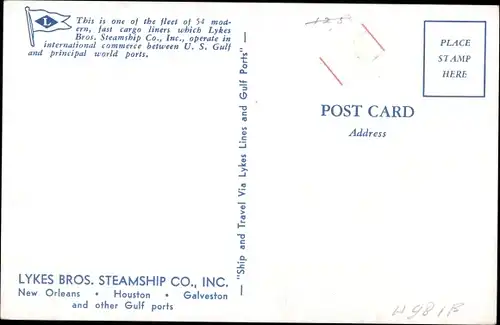 L
This is one of the fleet of 54 mod-
ern, fast cargo liners which Lykes
Bros. Steamship Co., Inc., operate in
international commerce between U. S. Gulf
and principal world ports.
— "Ship and Travel Via Lykes Lines and Gulf Ports" —
PLACE
STAMP
HERE
POST CARD
Address
LYKES BROS. STEAMSHIP CO., INC.
New Orleans • Houston • Galveston
and other Gulf ports